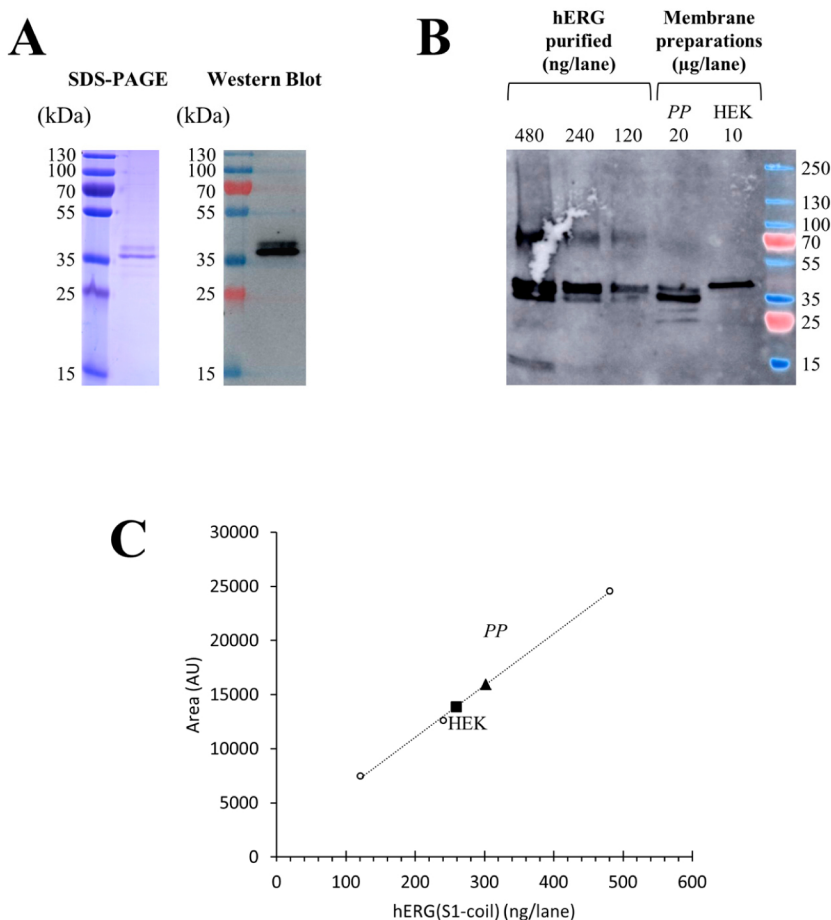 A
SDS-PAGE
Western Blot
(kDa)
(kDa)
130
100
70
55
35
25
15
130
100
70
55
35
25
15
B
hERG
purified
(ng/lane)
Membrane
preparations
(µg/lane)
PP
HEK
480
240
120
20
10
250
130
100
70
55
35
25
15
C
30000
25000
20000
15000
10000
5000
0
Area (AU)
PP
HEK
0
100
200
300
400
500
600
hERG(S1-coil) (ng/lane)